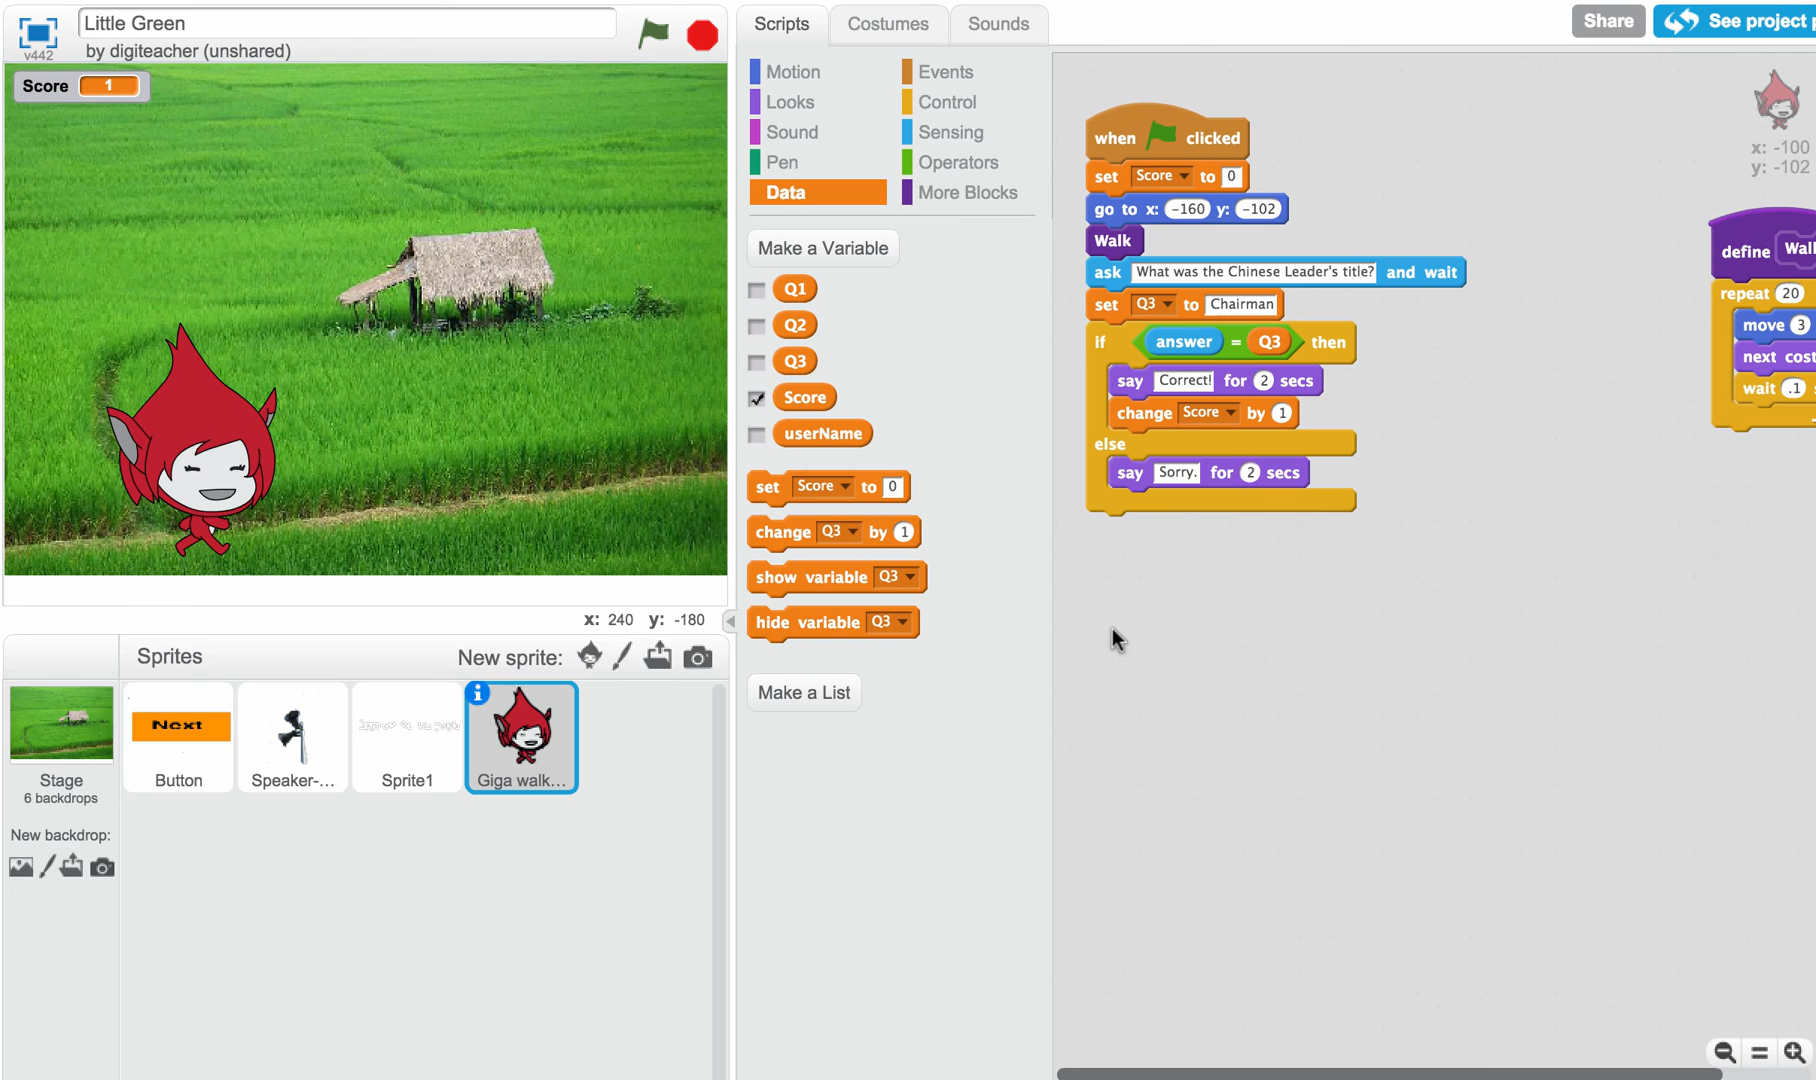 Little Green
by digiteacher (unshared)
v442
Score 1
x: 240 y: -180
Sprites
New sprite:
Stage
6 backdrops
New backdrop:
Next
Button
Speaker-...
Sprite1
Giga walk...
Scripts
Costumes
Sounds
Share
See project p
Motion
Looks
Sound
Pen
Data
Events
Control
Sensing
Operators
More Blocks
Make a Variable
Q1
Q2
Q3
Score
userName
set Score to 0
change Q3 by 1
show variable Q3
hide variable Q3
Make a List
when clicked
set Score to 0
go to x: -160 y: -102
Walk
ask What was the Chinese Leader's title? and wait
set Q3 to Chairman
if answer = Q3 then
say Correct! for 2 secs
change Score by 1
else
say Sorry. for 2 secs
x: -100
y: -102
define Wal
repeat 20
move 3
next cost
wait .1 s